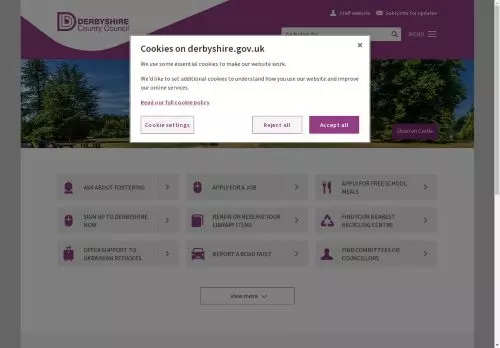 DERBYSHIRE
County Council
Staff website
Subscribe for updates
MENU
Cookies on derbyshire.gov.uk
We use some essential cookies to make our website work.
We'd like to set additional cookies to understand how you use our website and improve
our online services.
Read our full cookie policy
Cookie settings
Reject all
Accept all
Elvaston Castle
ASK ABOUT FOSTERING
APPLY FOR A JOB
APPLY FOR FREE SCHOOL
MEALS
SIGN UP TO DERBYSHIRE
NOW
RENEW OR RESERVE YOUR
LIBRARY ITEMS
FIND YOUR NEAREST
RECYCLING CENTRE
OFFER SUPPORT TO
UKRAINIAN REFUGEES
REPORT A ROAD FAULT
FIND COMMITTEES OR
COUNCILLORS
View more